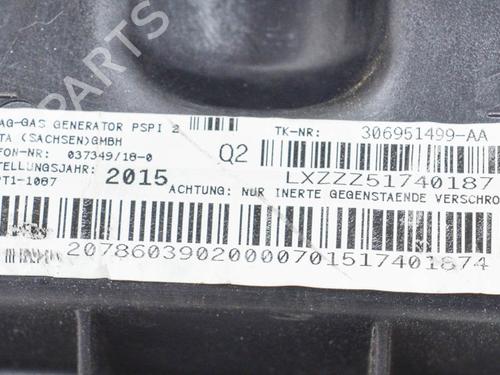 PARTS
AG-GAS GENERATOR PSPI 2
TA (SACHSEN)GMBH
FON-NR: 037349/18-0
TELLUNGSJAHR: 2015
PT1-1087
TK-NR: 306951499-AA
Q2
LXZZZ51740187
ACHTUNG: NUR INERTE GEGENSTAENDE VERSCHRO
20786039020000701517401874